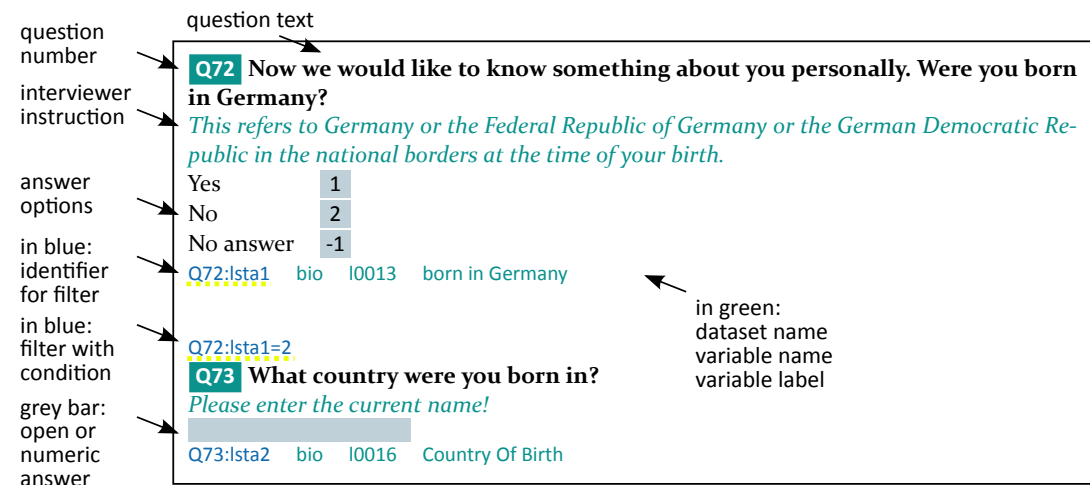 question text
question
number
Q72 Now we would like to know something about you personally. Were you born
in Germany?
interviewer
instruction
This refers to Germany or the Federal Republic of Germany or the German Democratic Re-
public in the national borders at the time of your birth.
answer
options
Yes 1
No 2
No answer -1
in blue:
identifier
for filter
Q72:lsta1 bio l0013 born in Germany
in green:
dataset name
variable name
variable label
in blue:
filter with
condition
Q72:lsta1=2
Q73 What country were you born in?
Please enter the current name!
grey bar:
open or
numeric
answer
Q73:lsta2 bio l0016 Country Of Birth